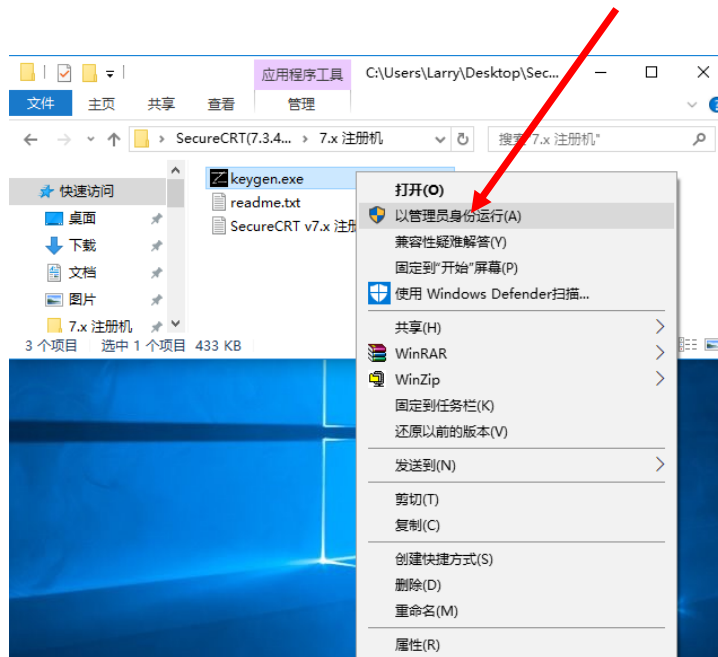 应用程序工具 C:\Users\Larry\Desktop\Sec...
文件 主页 共享 查看 管理
SecureCRT(7.3.4... › 7.x 注册机 搜索"7.x 注册机"
快速访问
桌面
下载
文档
图片
7.x 注册机
keygen.exe
readme.txt
SecureCRT v7.x 注册
3 个项目 选中 1 个项目 433 KB
打开(O)
以管理员身份运行(A)
兼容性疑难解答(Y)
固定到"开始"屏幕(P)
使用 Windows Defender扫描...
共享(H)
WinRAR
WinZip
固定到任务栏(K)
还原以前的版本(V)
发送到(N)
剪切(T)
复制(C)
创建快捷方式(S)
删除(D)
重命名(M)
属性(R)